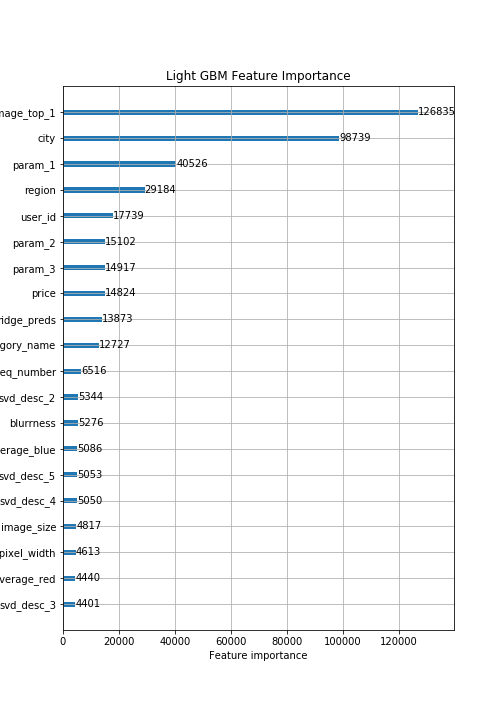 Light GBM Feature Importance
mage_top_1 126835
city 98739
param_1 40526
region 29184
user_id 17739
param_2 15102
param_3 14917
price 14824
idge_preds 13873
gory_name 12727
eq_number 6516
svd_desc_2 5344
blurrness 5276
erage_blue 5086
svd_desc_5 5053
svd_desc_4 5050
image_size 4817
pixel_width 4613
verage_red 4440
svd_desc_3 4401
0 20000 40000 60000 80000 100000 120000
Feature importance